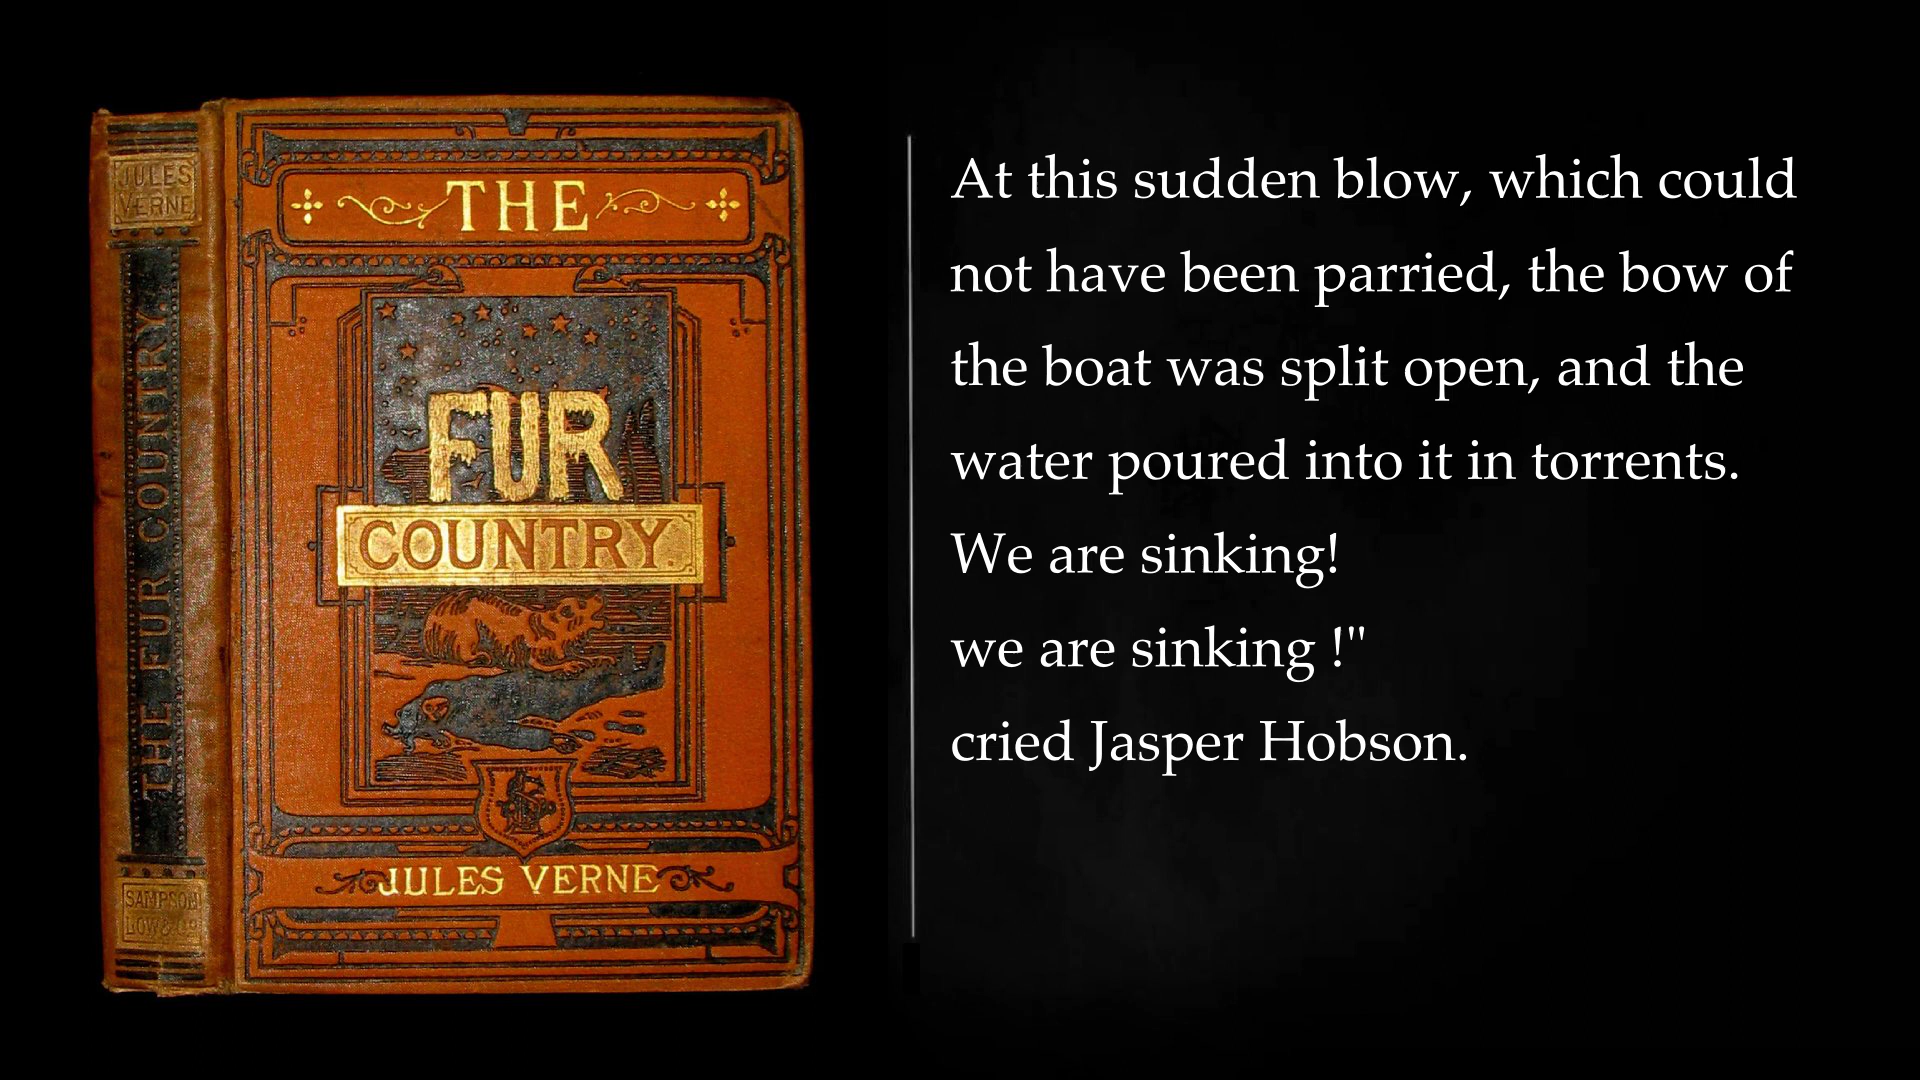 JULES
VERNE
THE FUR COUNTRY.
SAMPSON
LOW & Co
THE
FUR
COUNTRY.
JULES VERNE
At this sudden blow, which could
not have been parried, the bow of
the boat was split open, and the
water poured into it in torrents.
We are sinking!
we are sinking !"
cried Jasper Hobson.